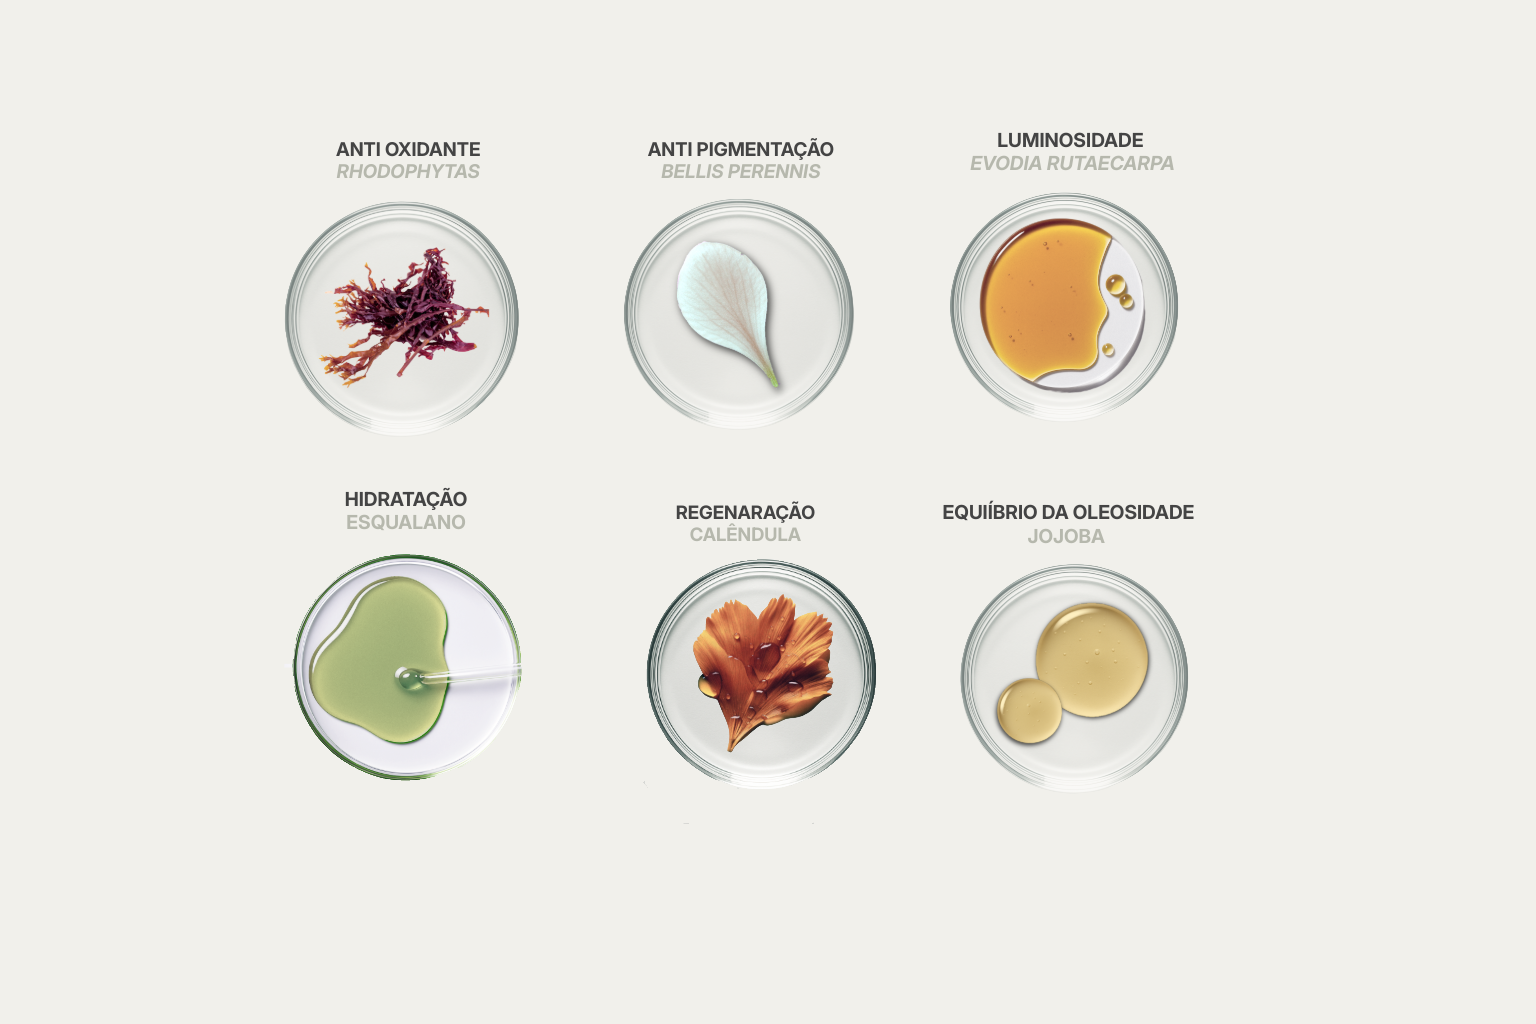 ANTI OXIDANTE
RHODOPHYTAS
ANTI PIGMENTAÇÃO
BELLIS PERENNIS
LUMINOSIDADE
EVODIA RUTAECARPA
HIDRATAÇÃO
ESQUALANO
REGENARAÇÃO
CALÊNDULA
EQUIÍBRIO DA OLEOSIDADE
JOJOBA